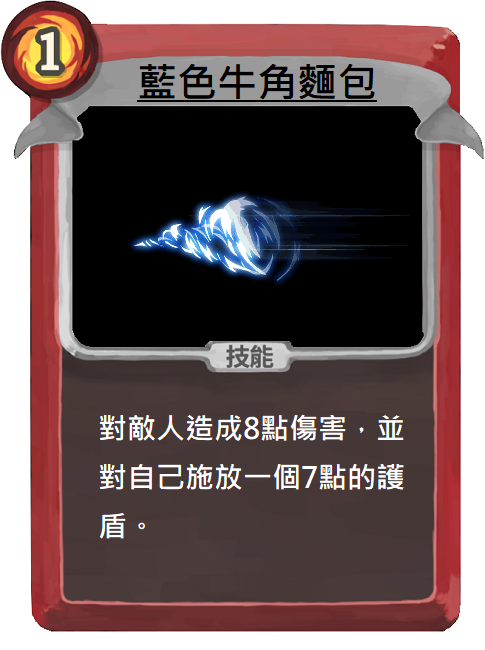 1
藍色牛角麵包
技能
對敵人造成8點傷害，並
對自己施放一個7點的護
盾。